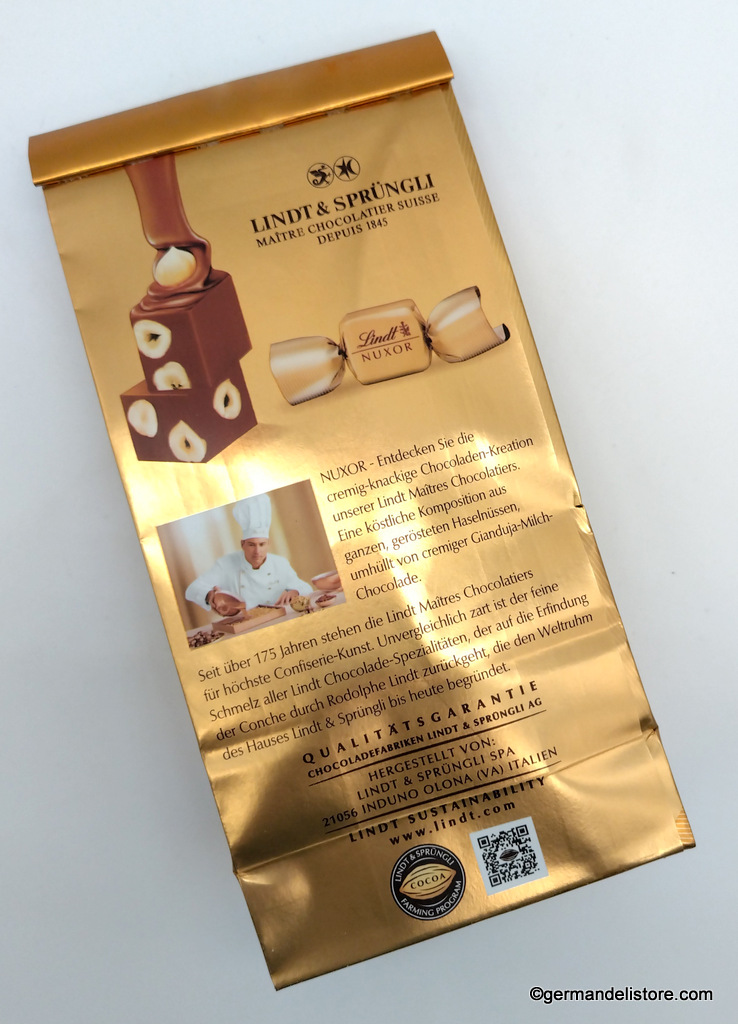 LINDT & SPRÜNGLI
MAÎTRE CHOCOLATIER SUISSE
DEPUIS 1845
Lindt
NUXOR
NUXOR - Entdecken Sie die
cremig-knackige Chocoladen-Kreation
unserer Lindt Maîtres Chocolatiers.
Eine köstliche Komposition aus
ganzen, gerösteten Haselnüssen,
umhüllt von cremiger Gianduja-Milch-
Chocolade.
Seit über 175 Jahren stehen die Lindt Maîtres Chocolatiers
für höchste Confiserie-Kunst. Unvergleichlich zart ist der feine
Schmelz aller Lindt Chocolade-Spezialitäten, der auf die Erfindung
der Conche durch Rodolphe Lindt zurückgeht, die den Weltruhm
des Hauses Lindt & Sprüngli bis heute begründet.
QUALITÄTSGARANTIE
CHOCOLADEFABRIKEN LINDT & SPRÜNGLI AG
HERGESTELLT VON:
LINDT & SPRÜNGLI SPA
21056 INDUNO OLONA (VA) ITALIEN
LINDT SUSTAINABILITY
www.lindt.com
LINDT & SPRÜNGLI
COCOA
FARMING PROGRAM
©germandelistore.com